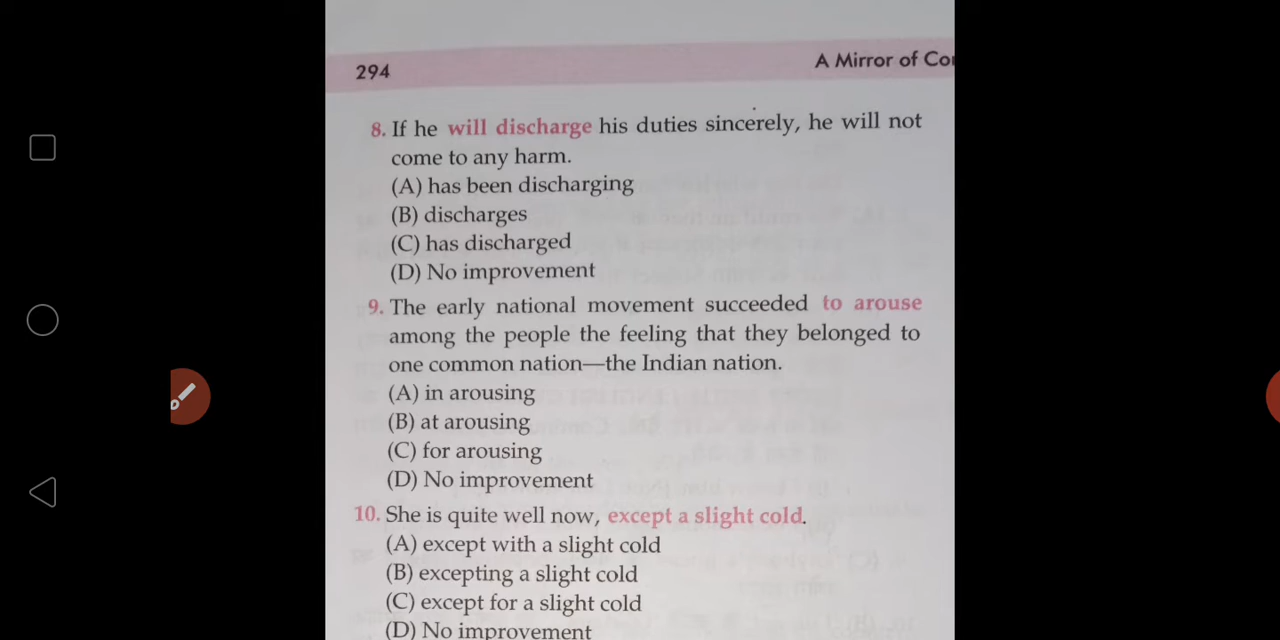 294
A Mirror of Co
8. If he will discharge his duties sincerely, he will not
come to any harm.
(A) has been discharging
(B) discharges
(C) has discharged
(D) No improvement
9. The early national movement succeeded to arouse
among the people the feeling that they belonged to
one common nation—the Indian nation.
(A) in arousing
(B) at arousing
(C) for arousing
(D) No improvement
10. She is quite well now, except a slight cold.
(A) except with a slight cold
(B) excepting a slight cold
(C) except for a slight cold
(D) No improvement